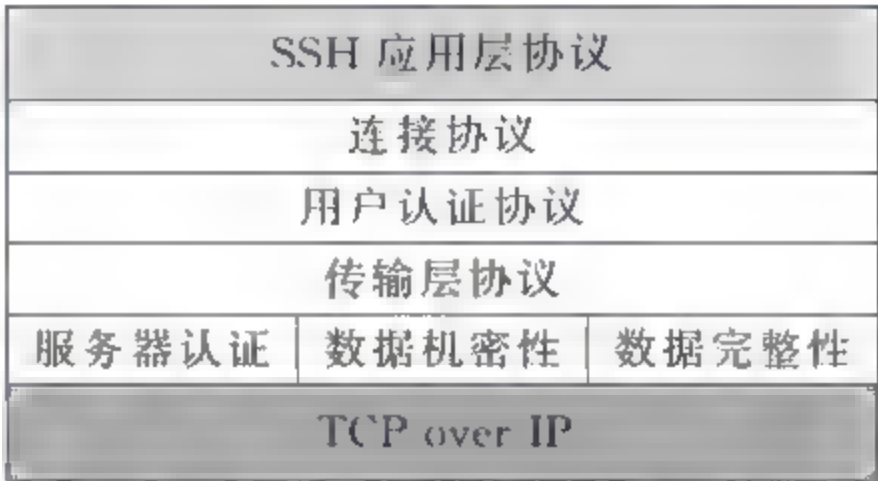 SSH 应用层协议
连接协议
用户认证协议
传输层协议
服务器认证 数据机密性 数据完整性
TCP over IP